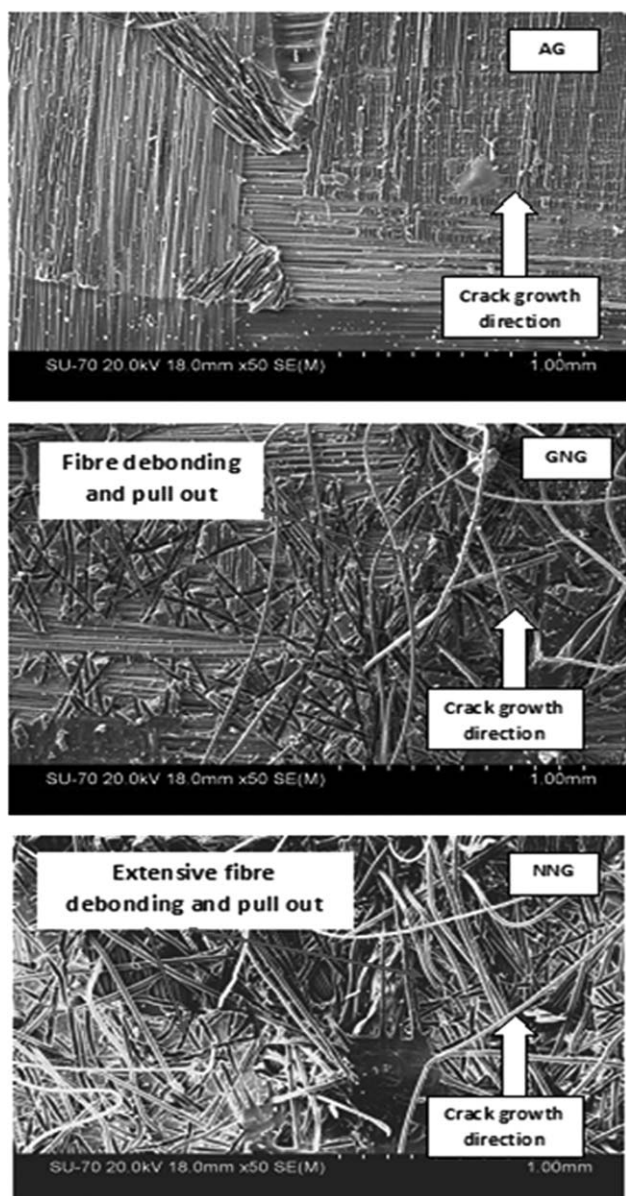 AG
Crack growth
direction
SU-70 20.0kV 18.0mm x50 SE(M)
1.00mm
Fibre debonding
and pull out
GNG
Crack growth
direction
SU-70 20.0kV 18.0mm x50 SE(M)
1.00mm
Extensive fibre
debonding and pull out
NNG
Crack growth
direction
SU-70 20.0kV 18.0mm x50 SE(M)
1.00mm